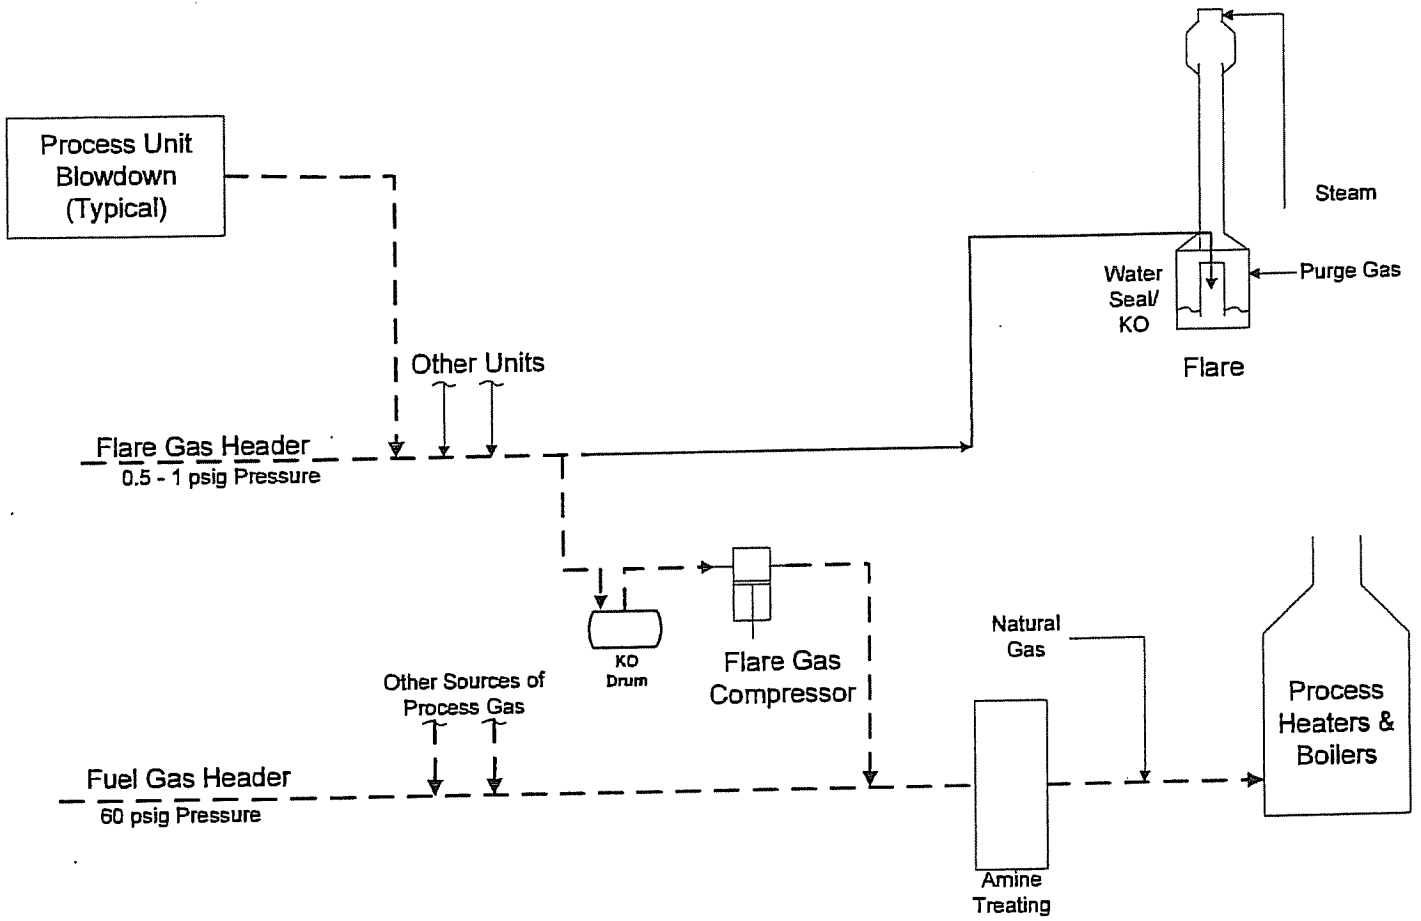 Process Unit
Blowdown
(Typical)
Steam
Water
Seal/
KO
Purge Gas
Flare
Other Units
Flare Gas Header
0.5 - 1 psig Pressure
KO
Drum
Flare Gas
Compressor
Other Sources of
Process Gas
Natural
Gas
Process
Heaters &
Boilers
Fuel Gas Header
60 psig Pressure
Amine
Treating